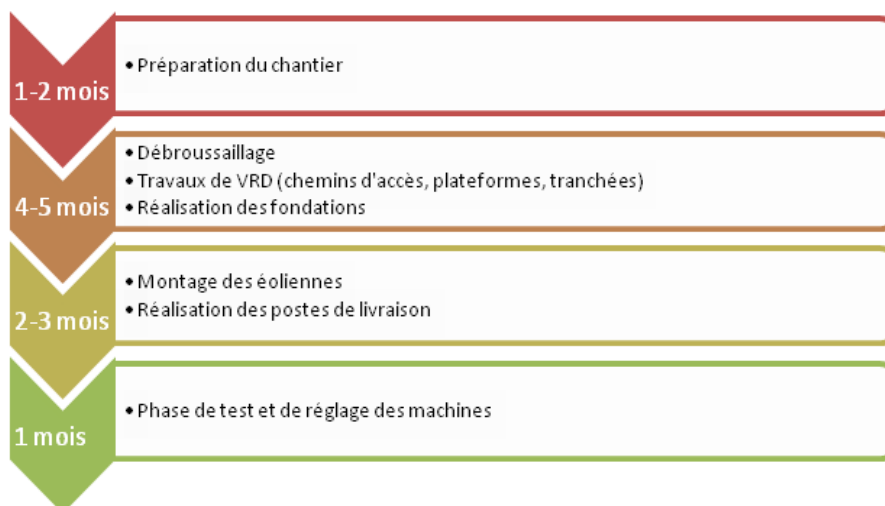 1-2 mois
• Préparation du chantier
4-5 mois
• Débroussaillage
• Travaux de VRD (chemins d'accès, plateformes, tranchées)
• Réalisation des fondations
2-3 mois
• Montage des éoliennes
• Réalisation des postes de livraison
1 mois
• Phase de test et de réglage des machines